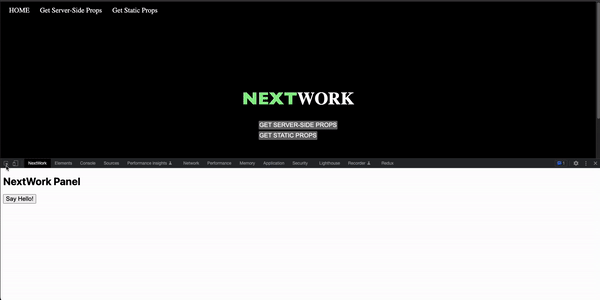 HOME Get Server-Side Props Get Static Props
NEXTWORK
GET SERVER-SIDE PROPS
GET STATIC PROPS
NextWork Elements Console Sources Performance insights Network Performance Memory Application Security Lighthouse Recorder Redux
NextWork Panel
Say Hello!